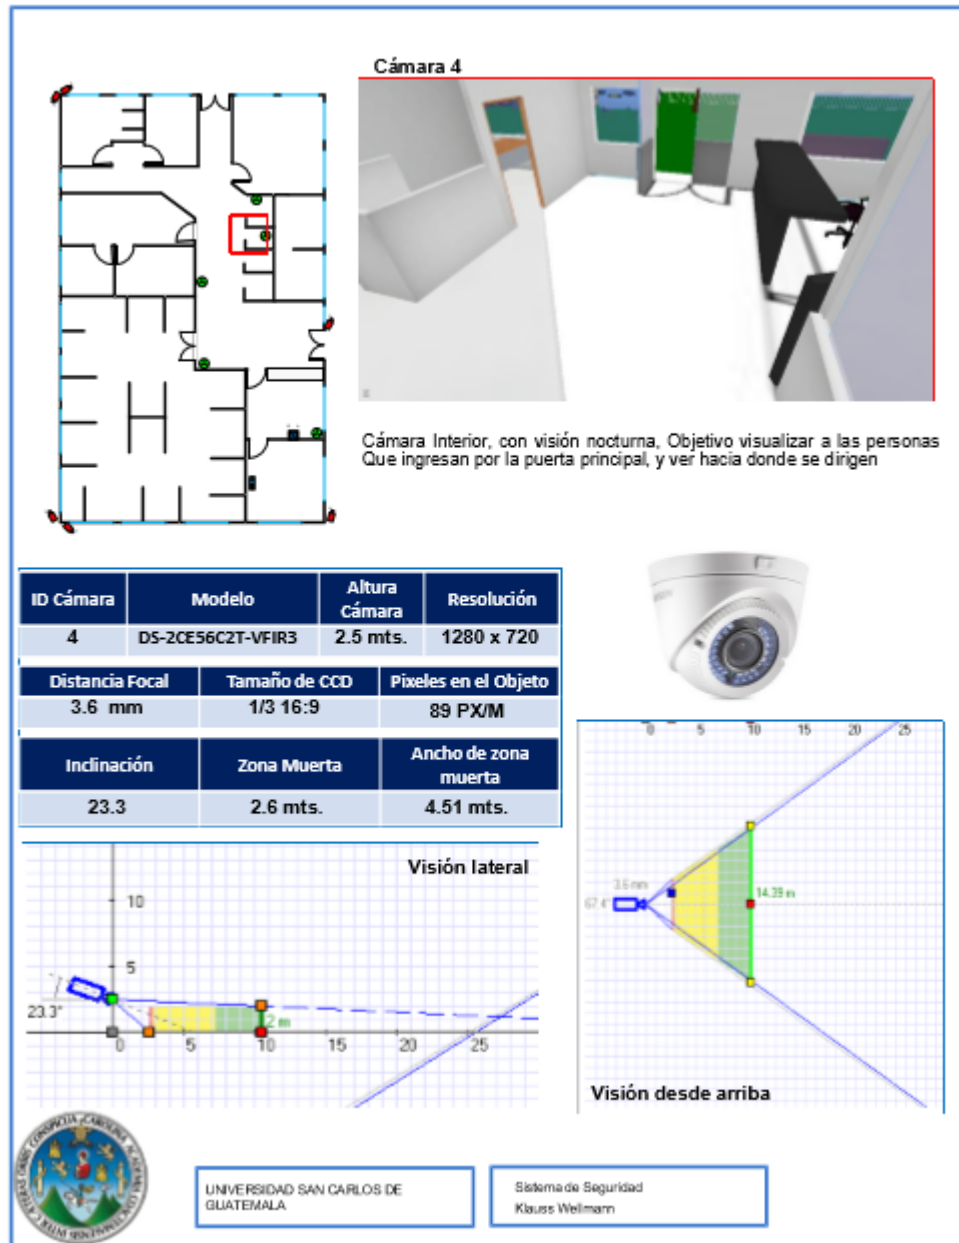 Cámara 4
Cámara Interior, con visión nocturna, Objetivo visualizar a las personas
Que ingresan por la puerta principal, y ver hacia donde se dirigen
ID Cámara Modelo Altura Cámara Resolución
4 DS-2CE56C2T-VFIR3 2.5 mts. 1280 x 720
Distancia Focal Tamaño de CCD Pixeles en el Objeto
3.6 mm 1/3 16:9 89 PX/M
Inclinación Zona Muerta Ancho de zona muerta
23.3 2.6 mts. 4.51 mts.
Visión lateral
10
5
23.3°
2 m
0 5 10 15 20 25
0 5 10 15 20 25
3.6 mm
67.4°
14.39 m
Visión desde arriba
UNIVERSIDAD SAN CARLOS DE
GUATEMALA
Sistema de Seguridad
Klauss Wellmann